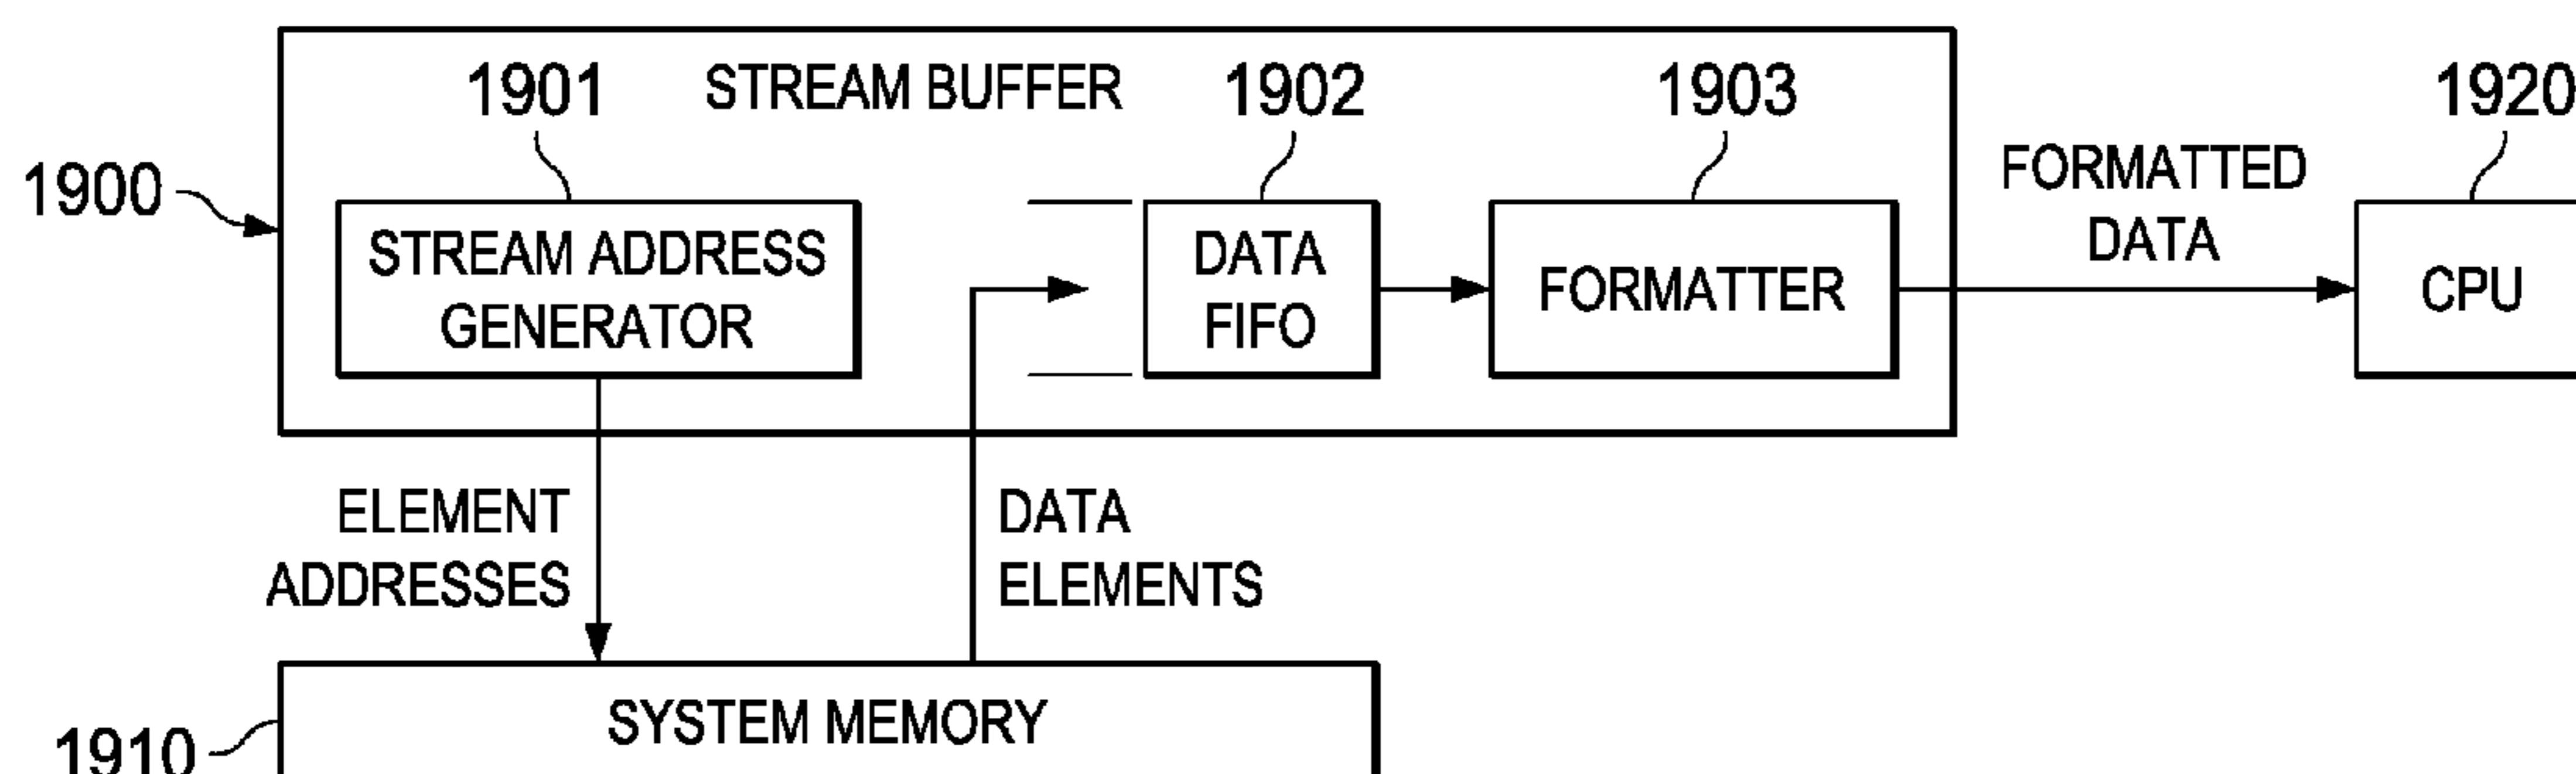 1901
STREAM BUFFER
1902
1903
1920
1900
FORMATTED
DATA
STREAM ADDRESS
GENERATOR
DATA
FIFO
FORMATTER
CPU
ELEMENT
ADDRESSES
DATA
ELEMENTS
SYSTEM MEMORY
1910